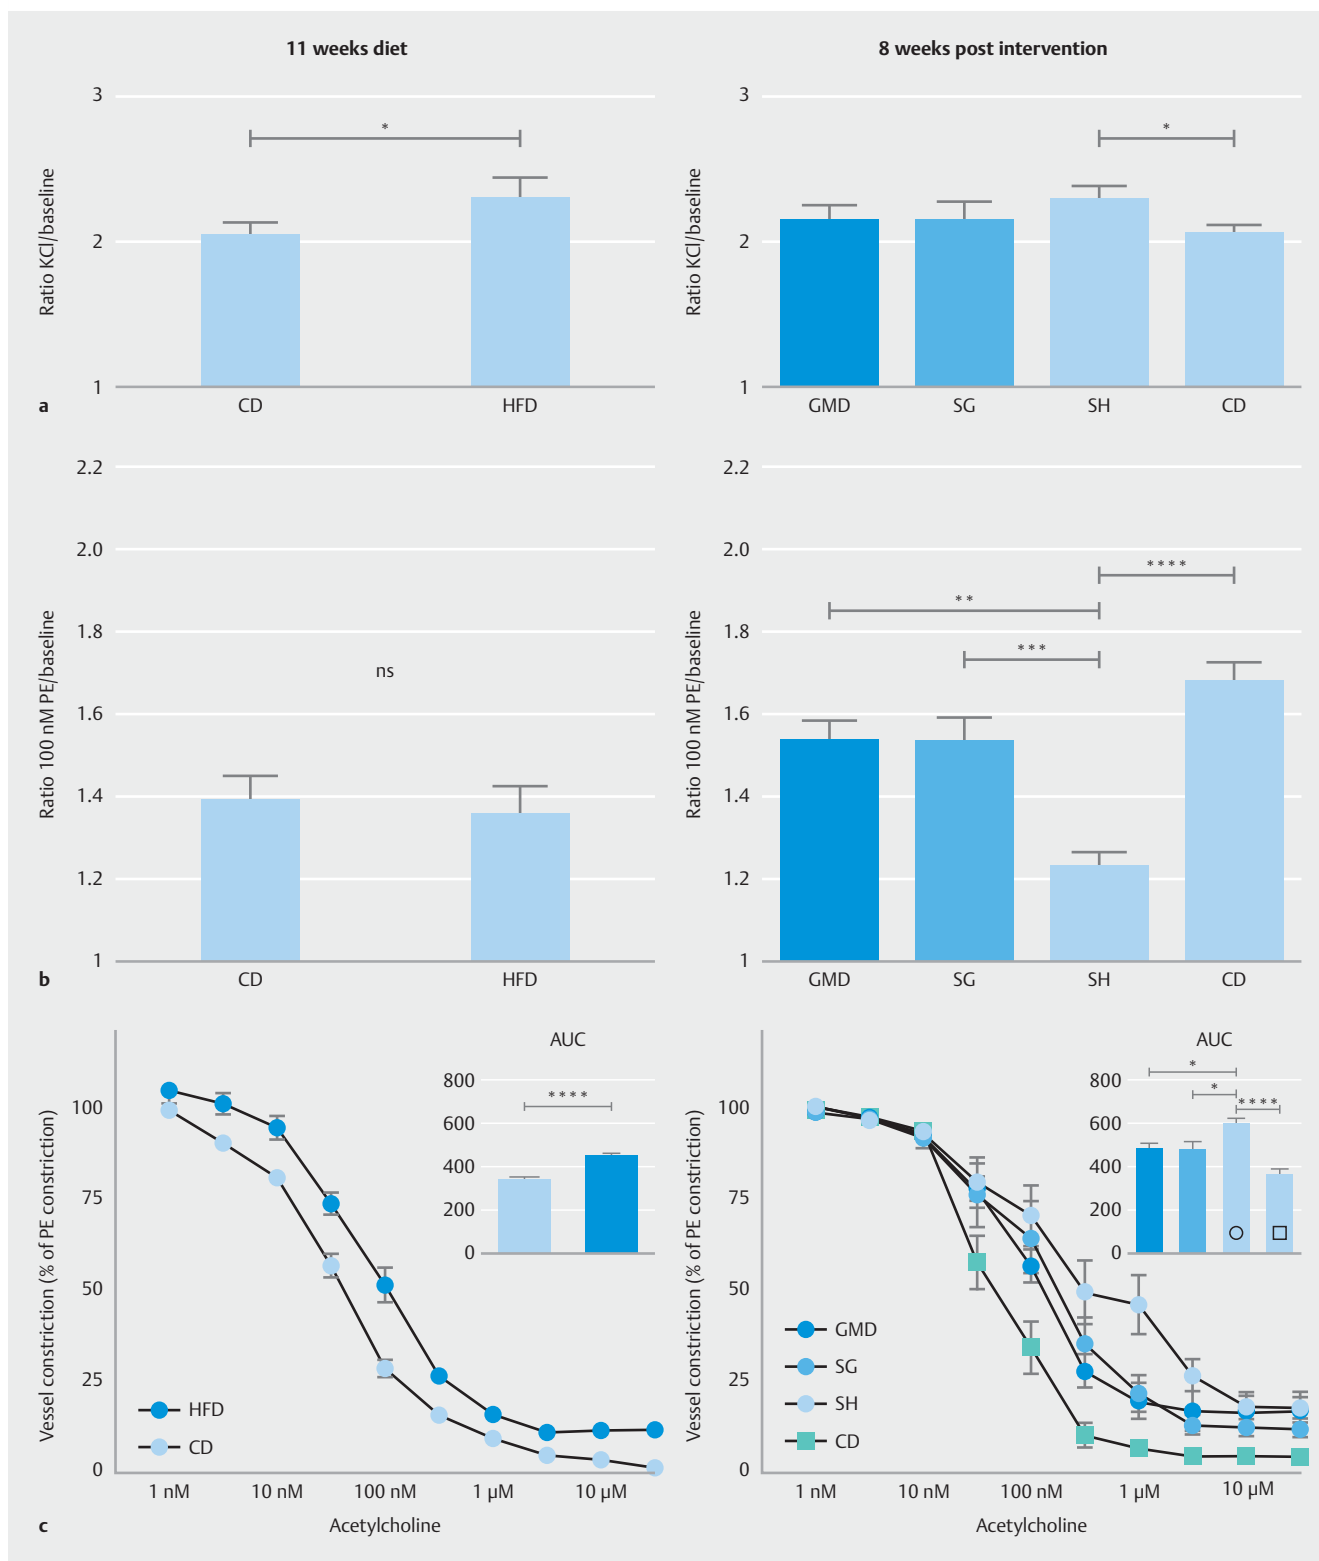 11 weeks diet
8 weeks post intervention
Ratio KCl/baseline
3
2
1
*
CD
HFD
a
Ratio KCl/baseline
3
2
1
*
GMD
SG
SH
CD
Ratio 100 nM PE/baseline
2.2
2.0
1.8
1.6
1.4
1.2
1
ns
CD
HFD
b
Ratio 100 nM PE/baseline
2.2
2.0
1.8
1.6
1.4
1.2
1
****
**
***
GMD
SG
SH
CD
Vessel constriction (% of PE constriction)
100
75
50
25
0
AUC
800
600
400
200
0
****
HFD
CD
1 nM
10 nM
100 nM
1 µM
10 µM
Acetylcholine
c
Vessel constriction (% of PE constriction)
100
75
50
25
0
AUC
800
600
400
200
0
*
*
****
GMD
SG
SH
CD
1 nM
10 nM
100 nM
1 µM
10 µM
Acetylcholine